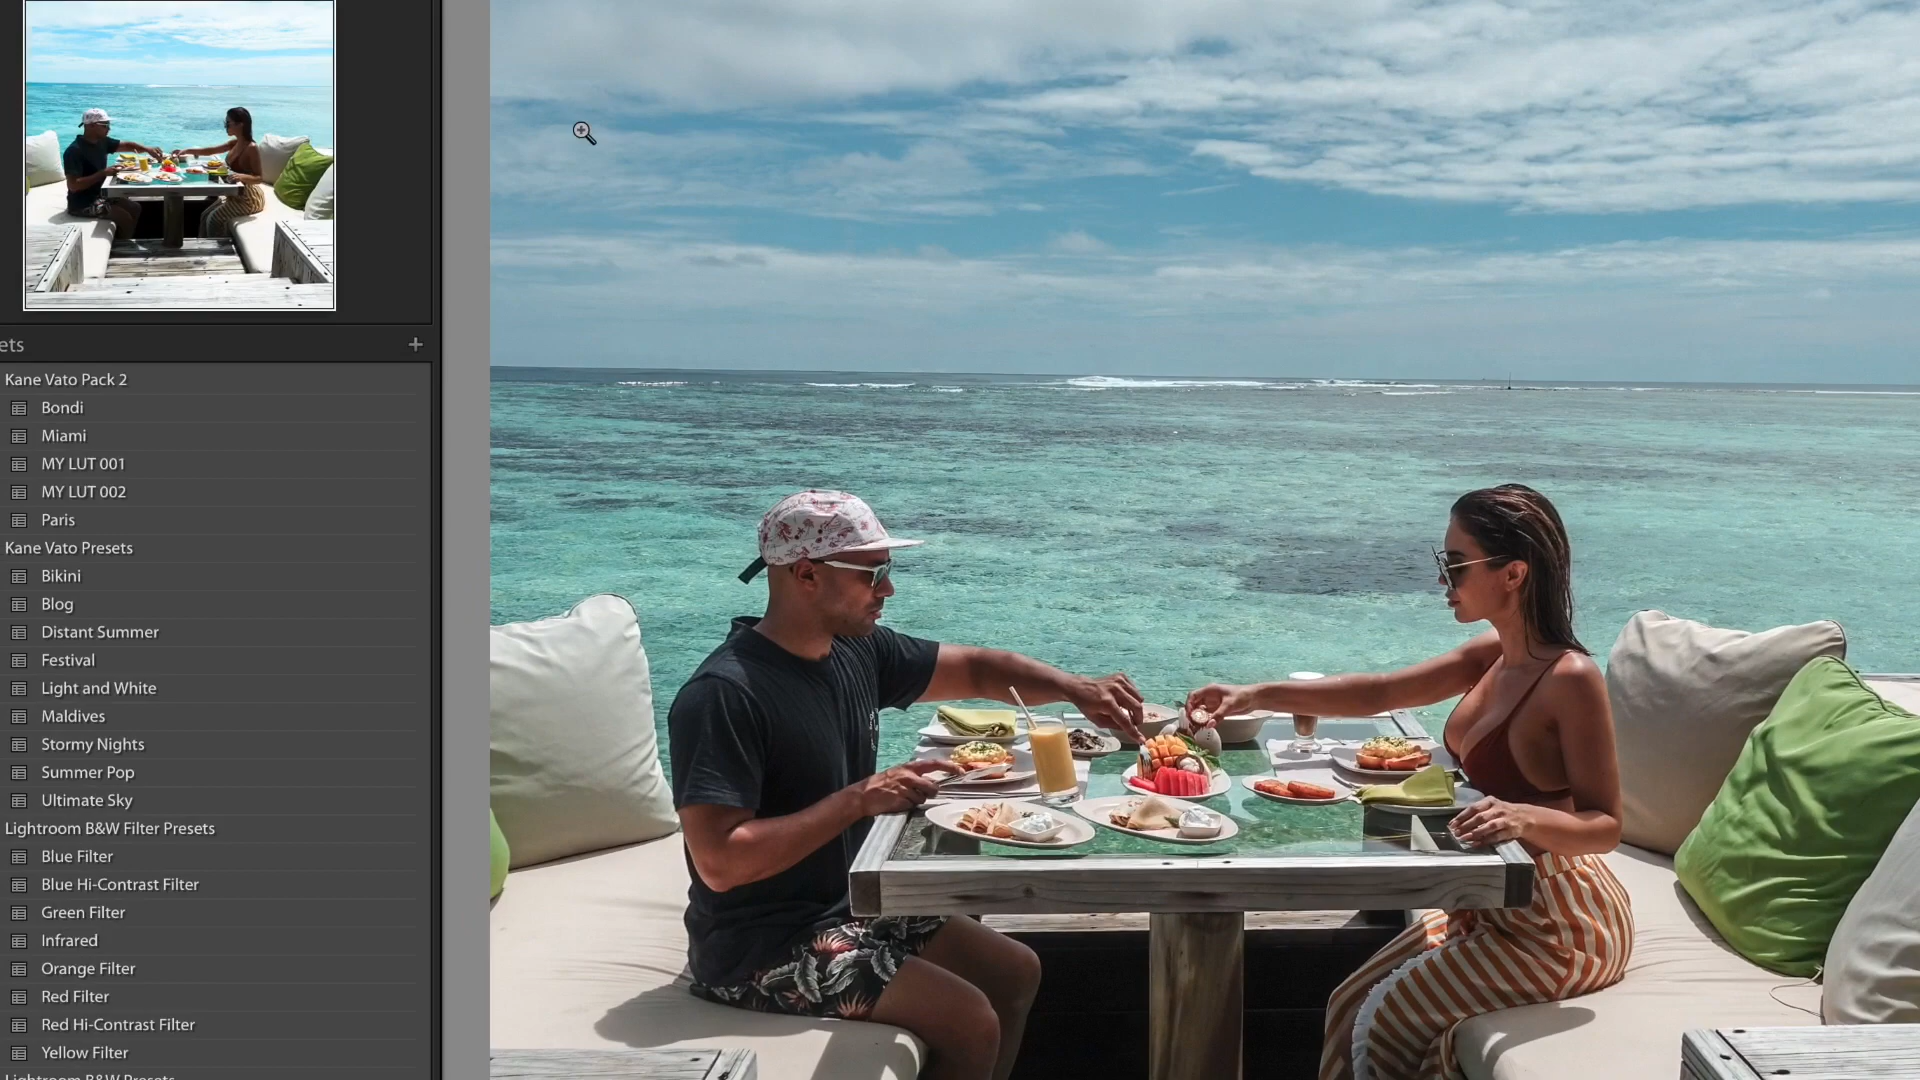 ets
Kane Vato Pack 2
Bondi
Miami
MY LUT 001
MY LUT 002
Paris
Kane Vato Presets
Bikini
Blog
Distant Summer
Festival
Light and White
Maldives
Stormy Nights
Summer Pop
Ultimate Sky
Lightroom B&W Filter Presets
Blue Filter
Blue Hi-Contrast Filter
Green Filter
Infrared
Orange Filter
Red Filter
Red Hi-Contrast Filter
Yellow Filter
Lightroom B&W Presets